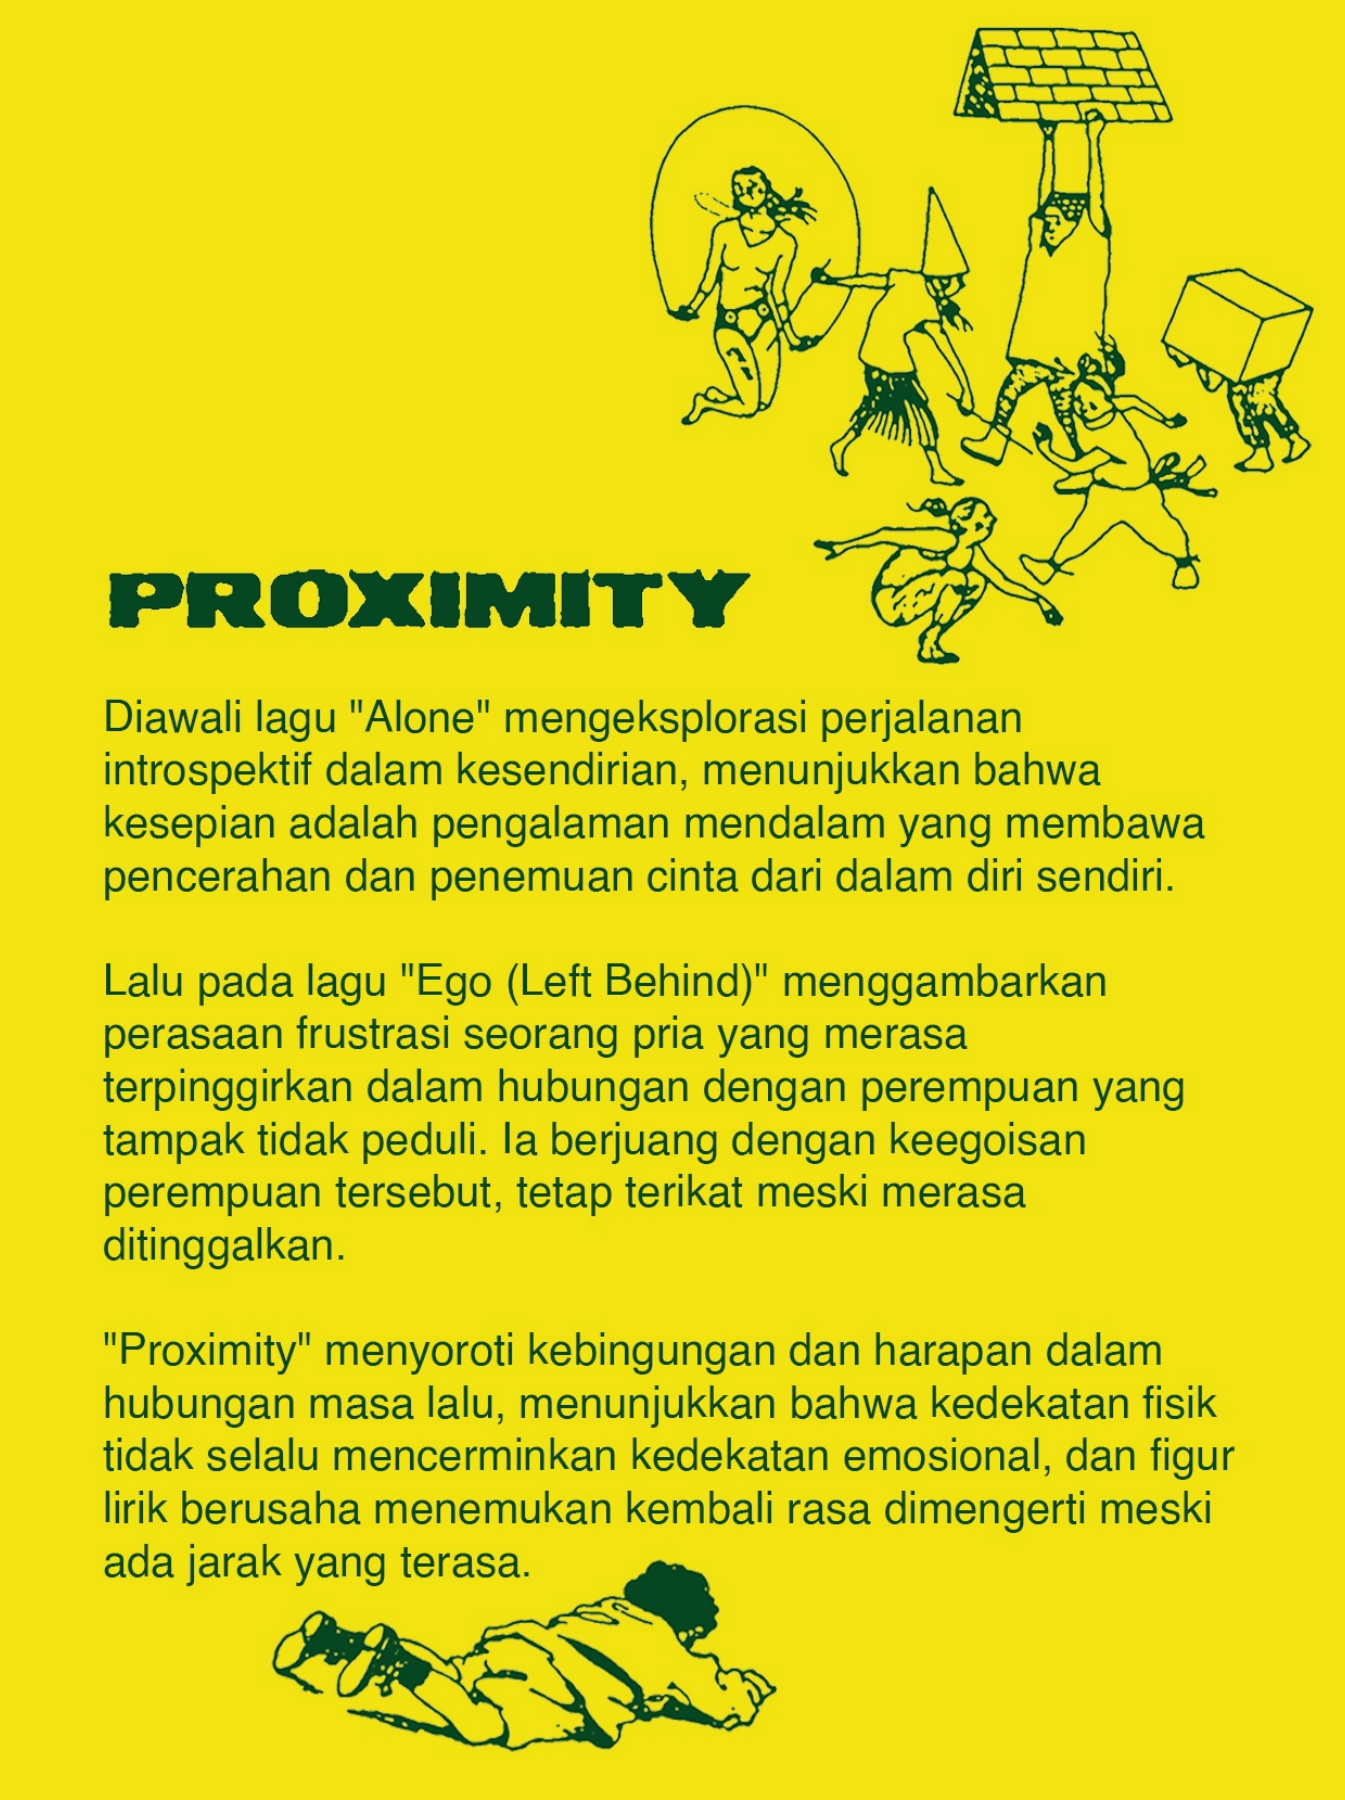 PROXIMITY
Diawali lagu "Alone" mengeksplorasi perjalanan
introspektif dalam kesendirian, menunjukkan bahwa
kesepian adalah pengalaman mendalam yang membawa
pencerahan dan penemuan cinta dari dalam diri sendiri.
Lalu pada lagu "Ego (Left Behind)" menggambarkan
perasaan frustrasi seorang pria yang merasa
terpinggirkan dalam hubungan dengan perempuan yang
tampak tidak peduli. Ia berjuang dengan keegoisan
perempuan tersebut, tetap terikat meski merasa
ditinggalkan.
"Proximity" menyoroti kebingungan dan harapan dalam
hubungan masa lalu, menunjukkan bahwa kedekatan fisik
tidak selalu mencerminkan kedekatan emosional, dan figur
lirik berusaha menemukan kembali rasa dimengerti meski
ada jarak yang terasa.